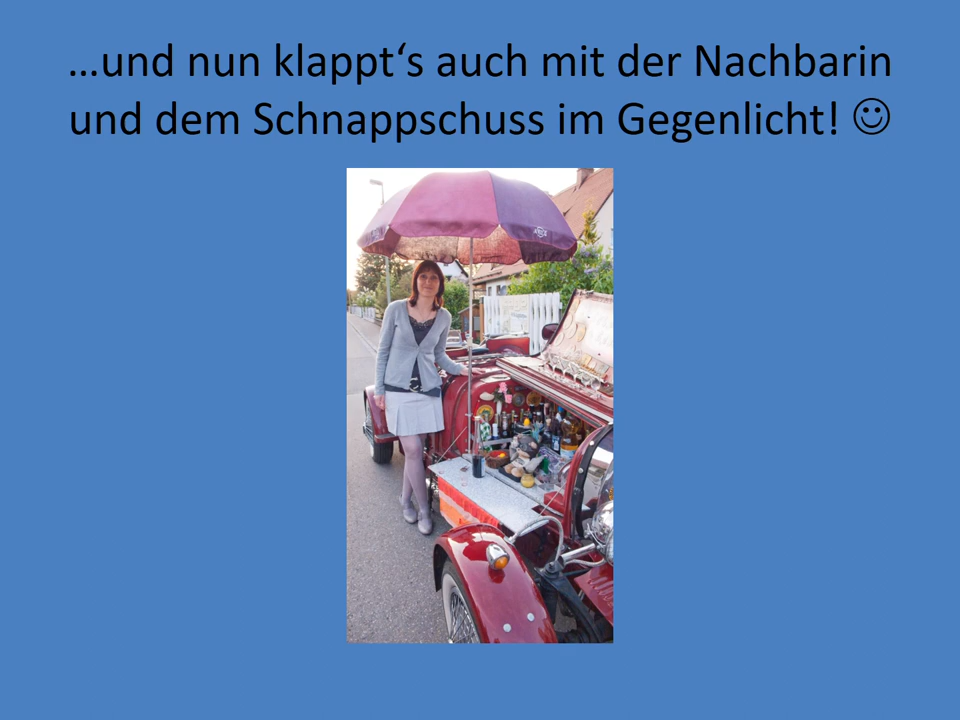 …und nun klappt‘s auch mit der Nachbarin
und dem Schnappschuss im Gegenlicht! ☺